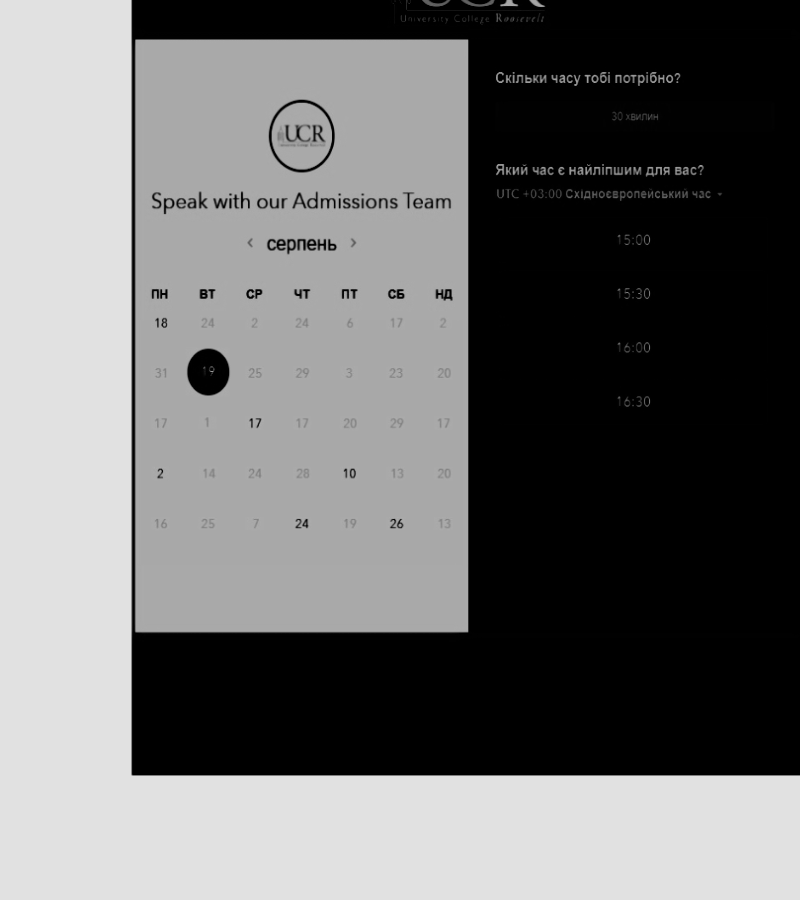 UCR
University College Roosevelt
UCR
Speak with our Admissions Team
‹ серпень ›
ПН ВТ СР ЧТ ПТ СБ НД
18 24 2 24 6 17 2
31 19 25 29 3 23 20
17 1 17 17 20 29 17
2 14 24 28 10 13 20
16 25 7 24 19 26 13
Скільки часу тобі потрібно?
30 хвилин
Який час є найліпшим для вас?
UTC +03:00 Східноєвропейський час
15:00
15:30
16:00
16:30